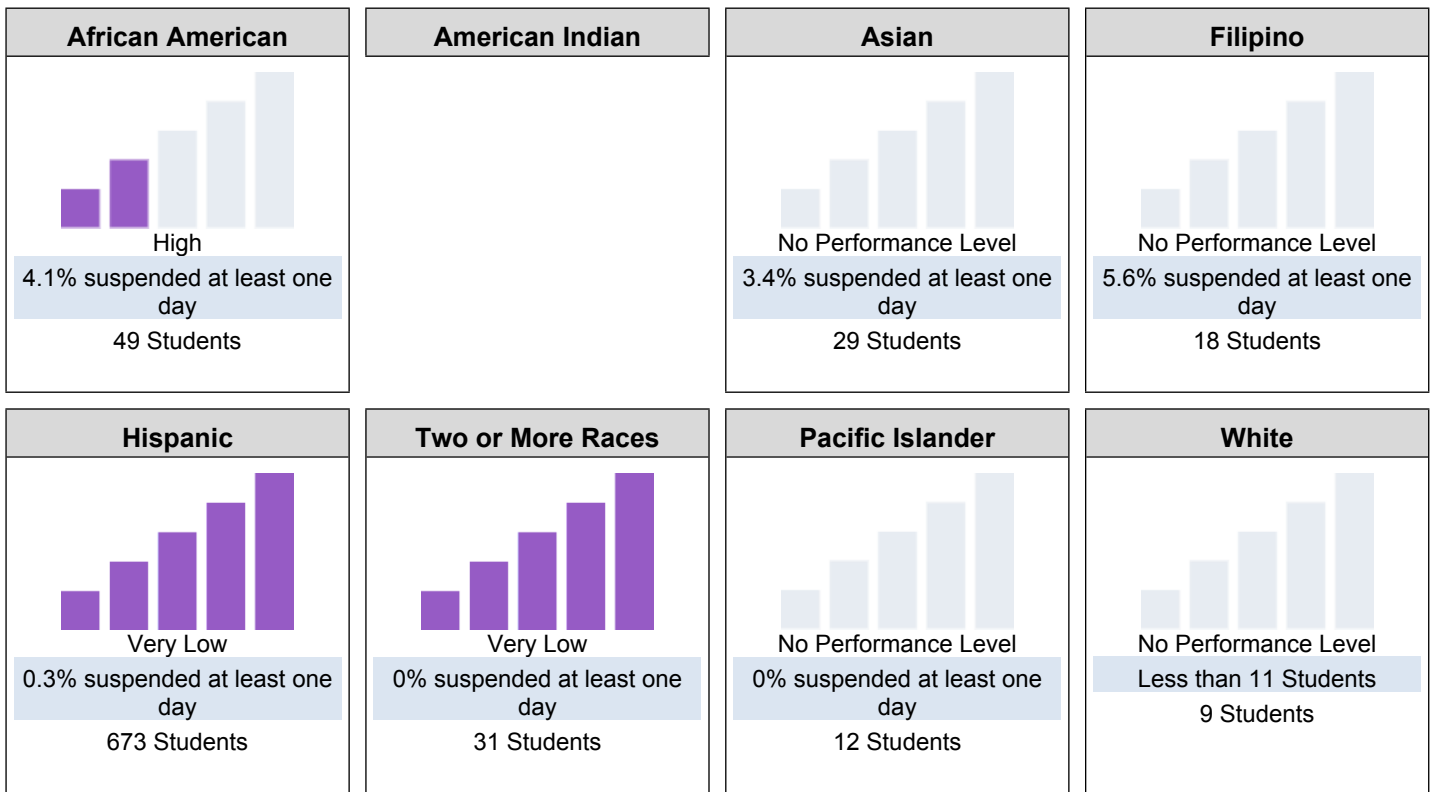 African American
High
4.1% suspended at least one
day
49 Students
American Indian
Asian
No Performance Level
3.4% suspended at least one
day
29 Students
Filipino
No Performance Level
5.6% suspended at least one
day
18 Students
Hispanic
Very Low
0.3% suspended at least one
day
673 Students
Two or More Races
Very Low
0% suspended at least one
day
31 Students
Pacific Islander
No Performance Level
0% suspended at least one
day
12 Students
White
No Performance Level
Less than 11 Students
9 Students